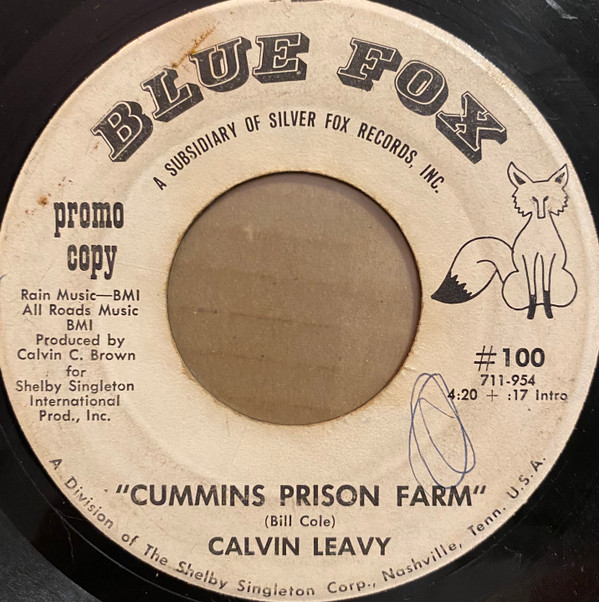 BLUE FOX
A SUBSIDIARY OF SILVER FOX RECORDS, INC.
promo
copy
Rain Music—BMI
All Roads Music
BMI
Produced by
Calvin C. Brown
for
Shelby Singleton
International
Prod., Inc.
#100
711-954
4:20 + :17 Intro
"CUMMINS PRISON FARM"
(Bill Cole)
CALVIN LEAVY
A Division of The Shelby Singleton Corp., Nashville, Tenn. U.S.A.